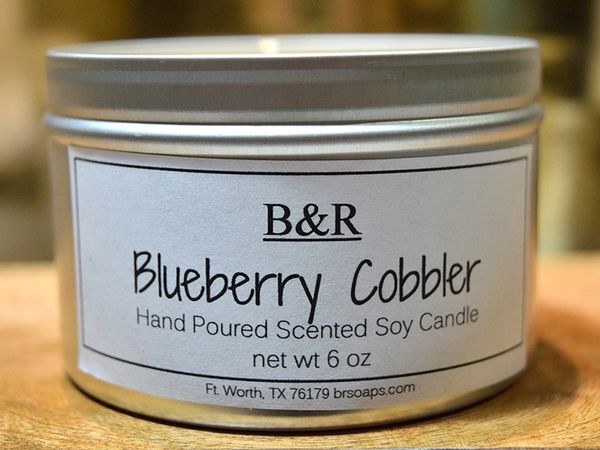 B&R
Blueberry Cobbler
Hand Poured Scented Soy Candle
net wt 6 oz
Ft. Worth, TX 76179 brsoaps.com